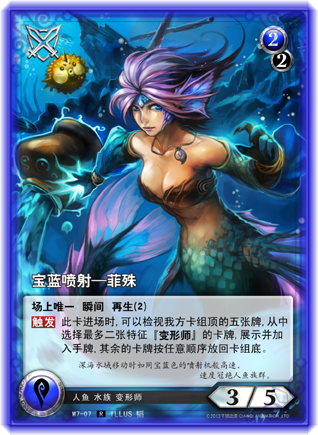 2
2
宝蓝喷射—菲殊
场上唯一 瞬间 再生(2)
触发 此卡进场时,可以检视我方卡组顶的五张牌,从中
选择最多二张特征『变形师』的卡牌,展示并加
入手牌,其余的卡牌按任意顺序放回卡组底。
深海水域移动时如同宝蓝色的喷射机般高速、
速度冠绝人鱼族群。
人鱼 水族 变形师
3 / 5
W7-07 R ILLUS 韬